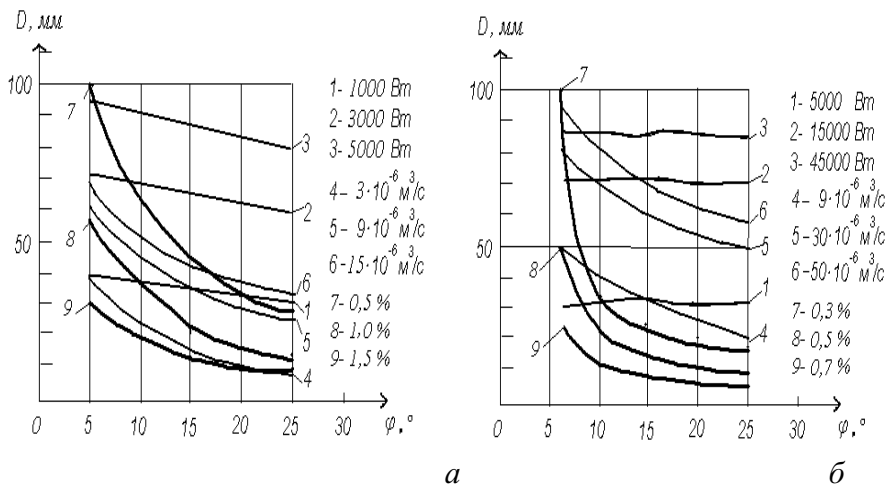 D, мм
100
50
0
5
10
15
20
25
30
φ,°
7
8
9
3
2
6
1
5
4
1- 1000 Вт
2- 3000 Вт
3- 5000 Вт
4- 3·10⁻⁶ м³/с
5- 9·10⁻⁶ м³/с
6-15·10⁻⁶ м³/с
7- 0,5 %
8- 1,0 %
9- 1,5 %
а
D, мм
100
50
0
5
10
15
20
25
30
φ,°
7
8
9
3
2
6
5
1
4
1- 5000 Вт
2- 15000 Вт
3- 45000 Вт
4- 9·10⁻⁶ м³/с
5-30·10⁻⁶ м³/с
6-50·10⁻⁶ м³/с
7- 0,3 %
8- 0,5 %
9- 0,7 %
б